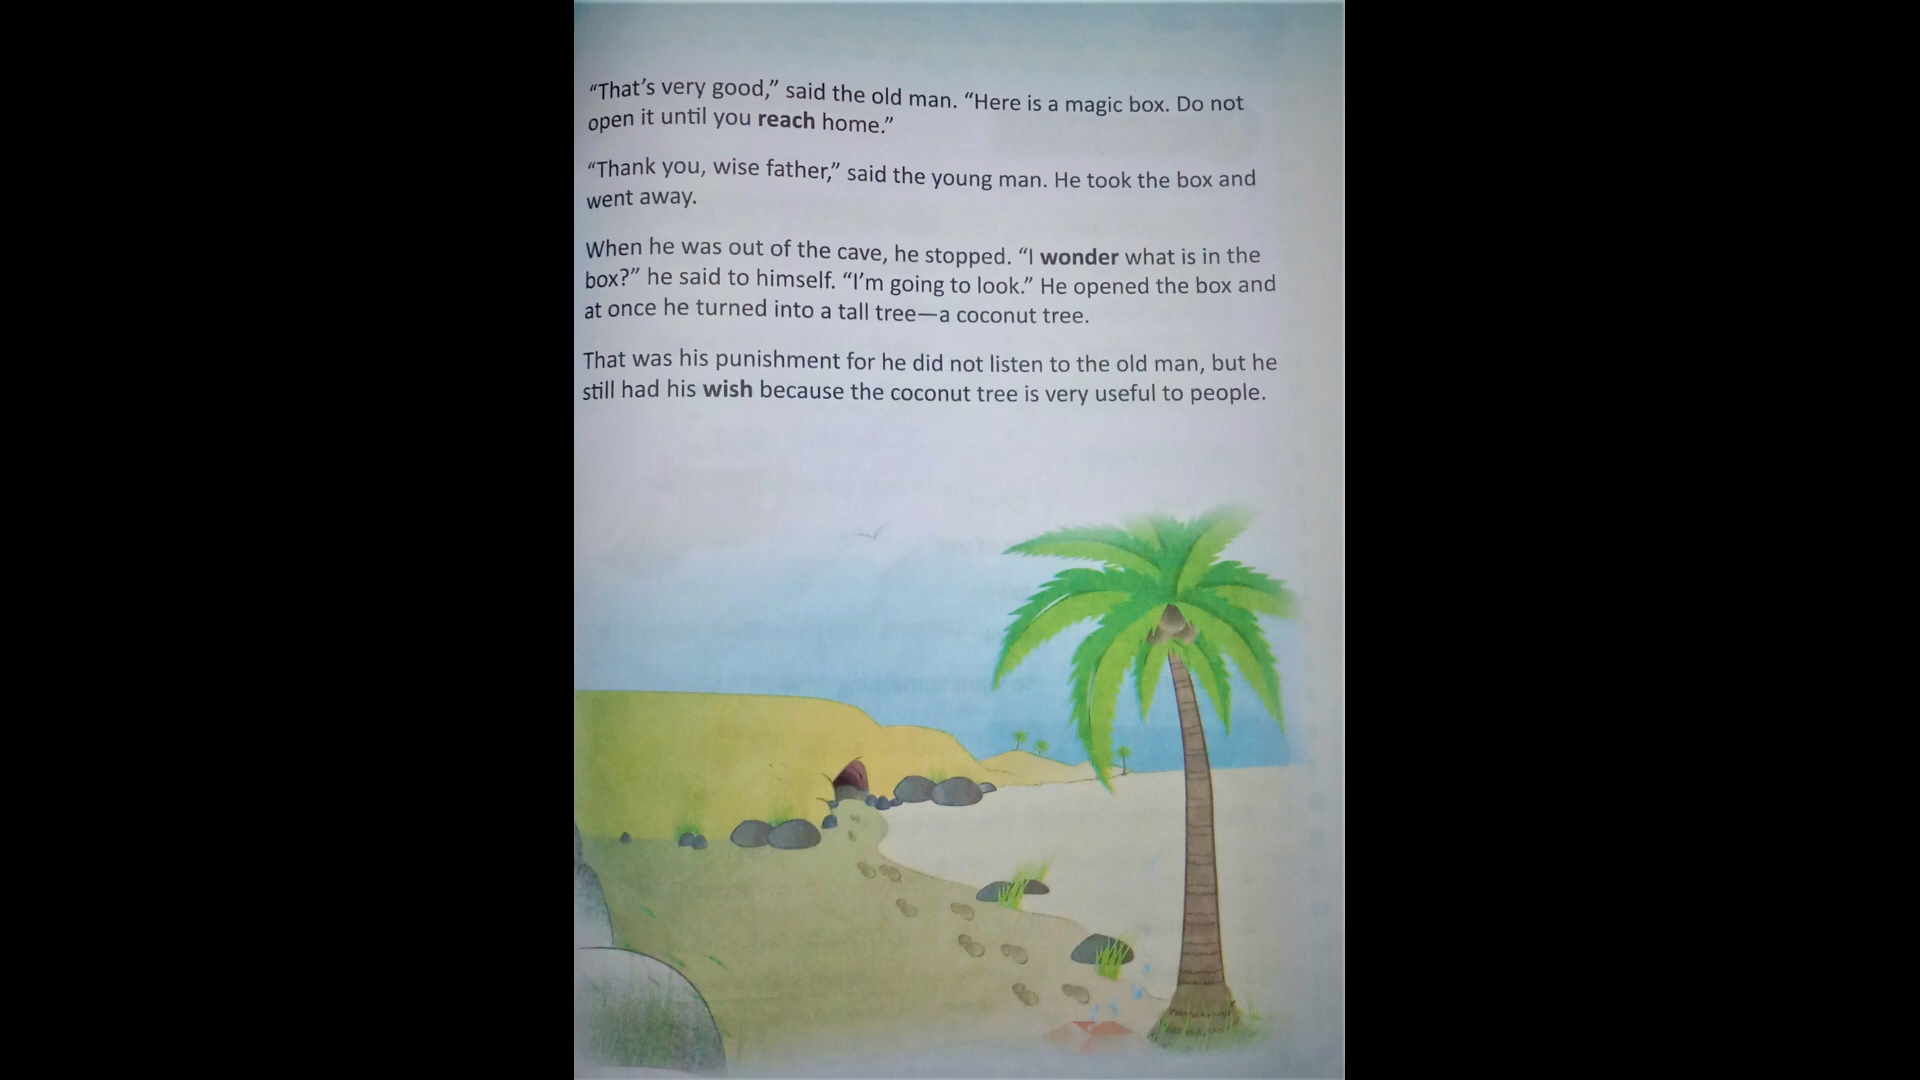 “That’s very good,” said the old man. “Here is a magic box. Do not
open it until you reach home.”
“Thank you, wise father,” said the young man. He took the box and
went away.
When he was out of the cave, he stopped. “I wonder what is in the
box?” he said to himself. “I’m going to look.” He opened the box and
at once he turned into a tall tree—a coconut tree.
That was his punishment for he did not listen to the old man, but he
still had his wish because the coconut tree is very useful to people.